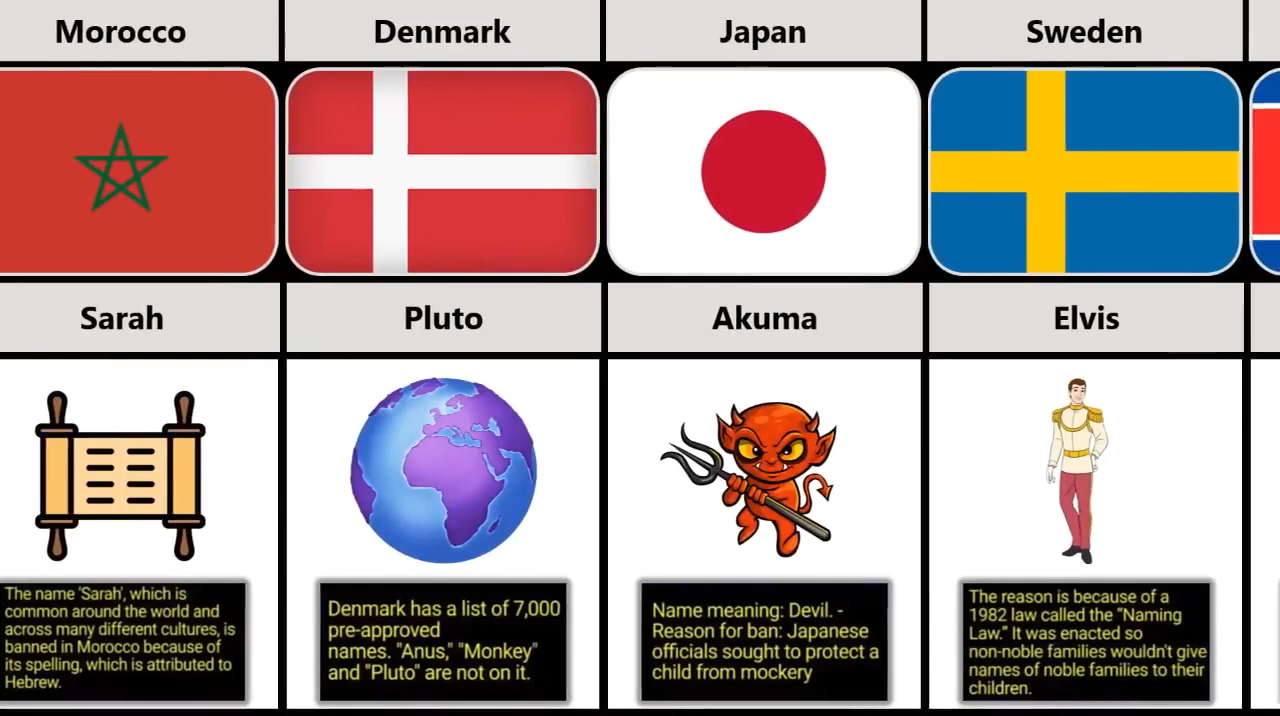 Morocco
Denmark
Japan
Sweden
Sarah
Pluto
Akuma
Elvis
The name 'Sarah', which is
common around the world and
across many different cultures, is
banned in Morocco because of
its spelling, which is attributed to
Hebrew.
Denmark has a list of 7,000
pre-approved
names. "Anus," "Monkey"
and "Pluto" are not on it.
Name meaning: Devil. -
Reason for ban: Japanese
officials sought to protect a
child from mockery
The reason is because of a
1982 law called the "Naming
Law." It was enacted so
non-noble families wouldn't give
names of noble families to their
children.